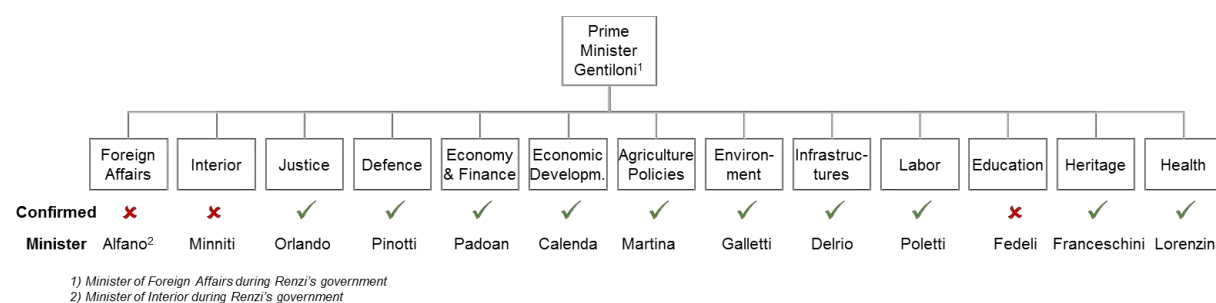 Prime
Minister
Gentiloni¹
Foreign Affairs
Interior
Justice
Defence
Economy & Finance
Economic Developm.
Agriculture Policies
Environ-ment
Infrastruc-tures
Labor
Education
Heritage
Health
Confirmed ✘ ✘ ✓ ✓ ✓ ✓ ✓ ✓ ✓ ✓ ✘ ✓ ✓
Minister Alfano² Minniti Orlando Pinotti Padoan Calenda Martina Galletti Delrio Poletti Fedeli Franceschini Lorenzin
1) Minister of Foreign Affairs during Renzi's government
2) Minister of Interior during Renzi's government